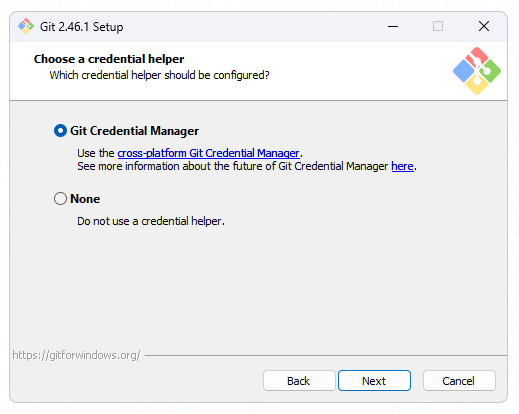 Git 2.46.1 Setup
Choose a credential helper
Which credential helper should be configured?
Git Credential Manager
Use the cross-platform Git Credential Manager.
See more information about the future of Git Credential Manager here.
None
Do not use a credential helper.
https://gitforwindows.org/
Back Next Cancel